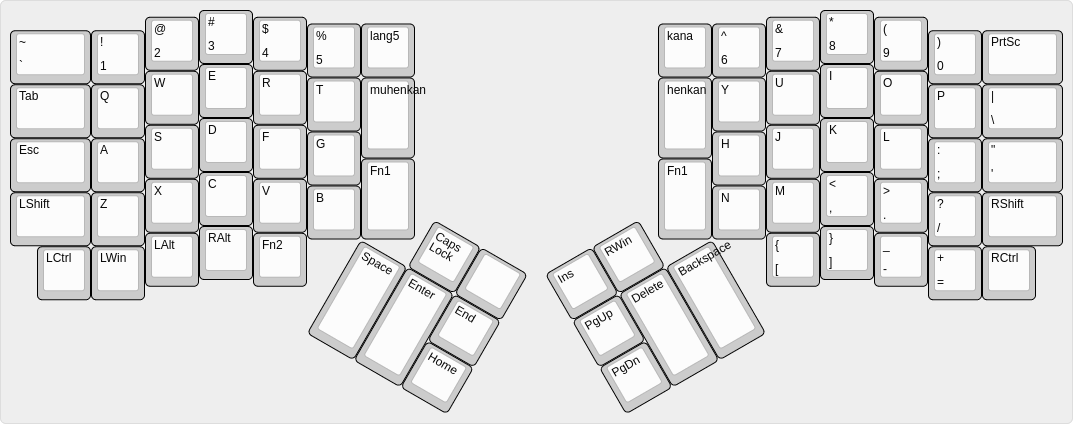 ~ ! @ # $ % lang5
` 1 2 3 4 5
Tab Q W E R T muhenkan
Esc A S D F G
LShift Z X C V B Fn1
LCtrl LWin LAlt RAlt Fn2
Space Enter Caps
Lock
End
Home
kana ^ & * ( ) PrtSc
6 7 8 9 0
henkan Y U I O P |
\
H J K L : "
; '
Fn1 N M < > ? RShift
, . /
{ } _ + RCtrl
[ ] - =
Ins RWin
PgUp Delete Backspace
PgDn